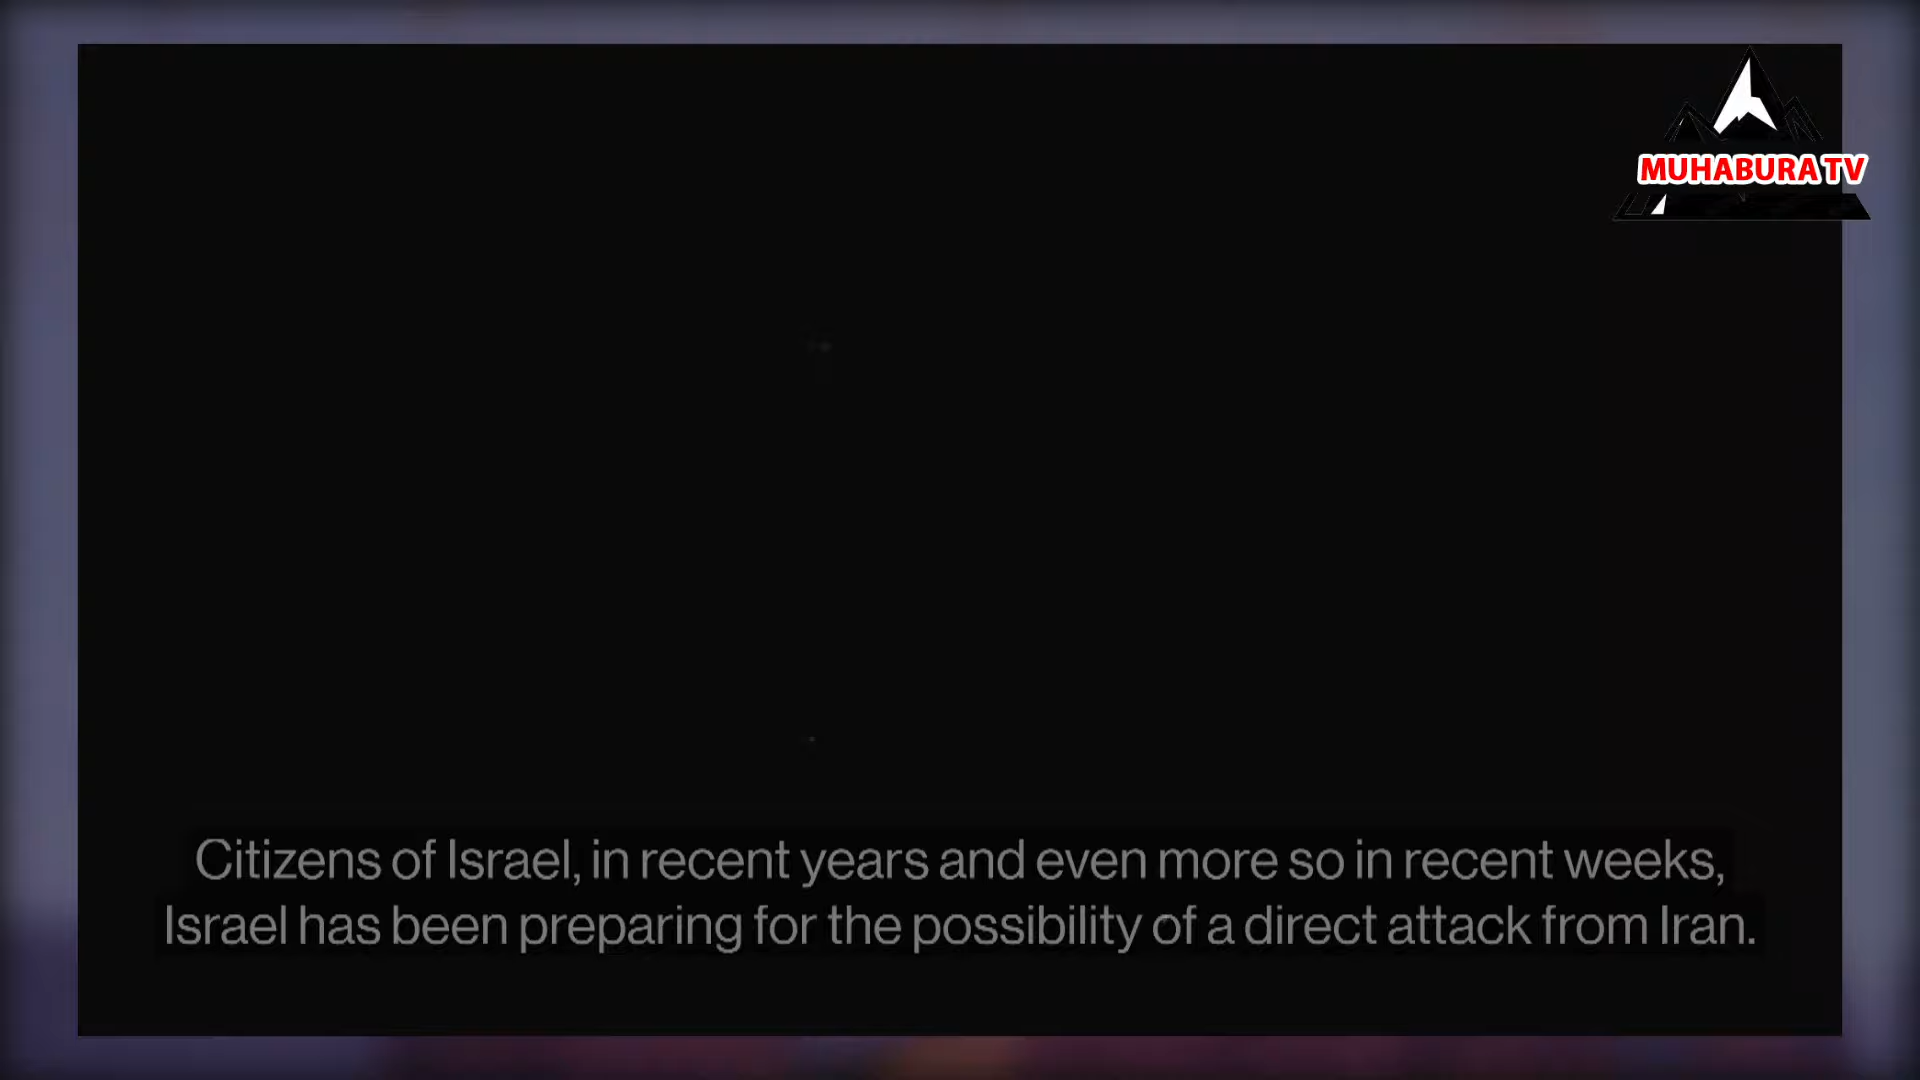 MUHABURA TV
Citizens of Israel, in recent years and even more so in recent weeks,
Israel has been preparing for the possibility of a direct attack from Iran.